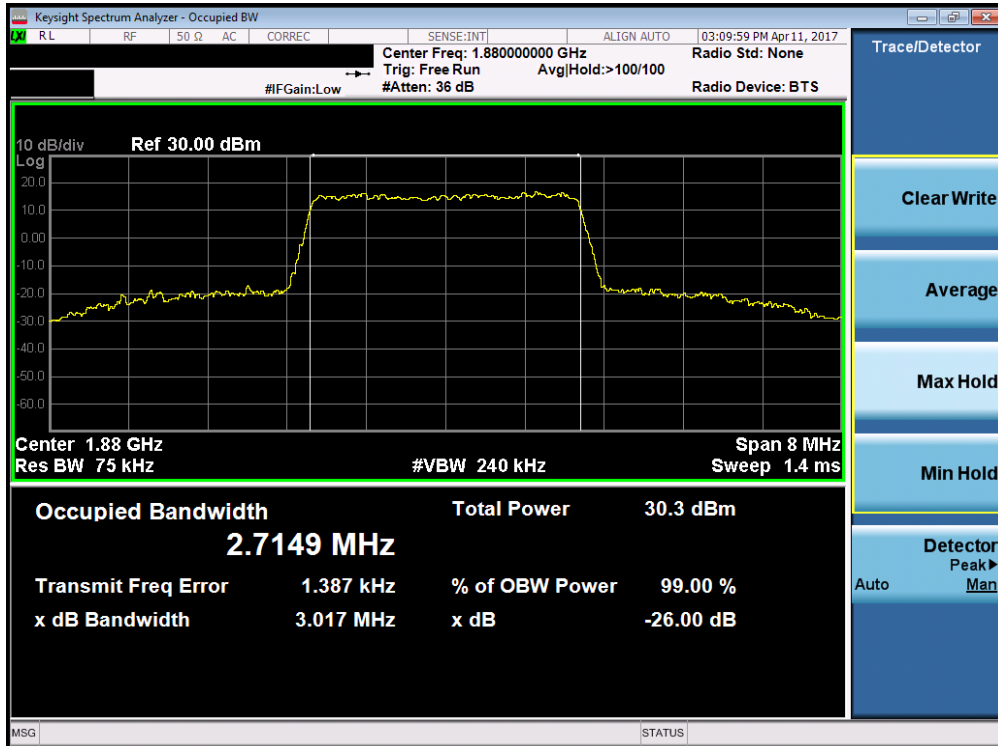 Keysight Spectrum Analyzer - Occupied BW
LXI RL RF 50 Ω AC CORREC SENSE:INT ALIGN AUTO 03:09:59 PM Apr 11, 2017
Center Freq: 1.880000000 GHz Radio Std: None
Trig: Free Run Avg|Hold:>100/100
#IFGain:Low #Atten: 36 dB Radio Device: BTS
Trace/Detector
10 dB/div Ref 30.00 dBm
Log
20.0
10.0
0.00
-10.0
-20.0
-30.0
-40.0
-50.0
-60.0
Center 1.88 GHz Span 8 MHz
Res BW 75 kHz #VBW 240 kHz Sweep 1.4 ms
Occupied Bandwidth Total Power 30.3 dBm
2.7149 MHz
Transmit Freq Error 1.387 kHz % of OBW Power 99.00 %
x dB Bandwidth 3.017 MHz x dB -26.00 dB
Clear Write
Average
Max Hold
Min Hold
Detector
Peak▶
Auto Man
MSG STATUS